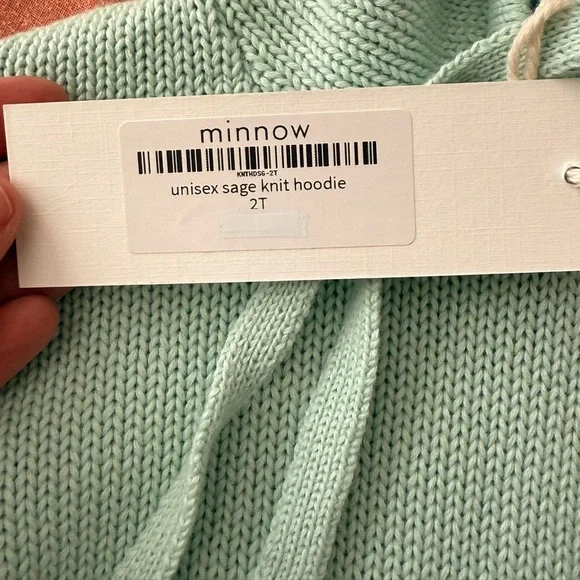 minnow
KNTHDSG-2T
unisex sage knit hoodie
2T